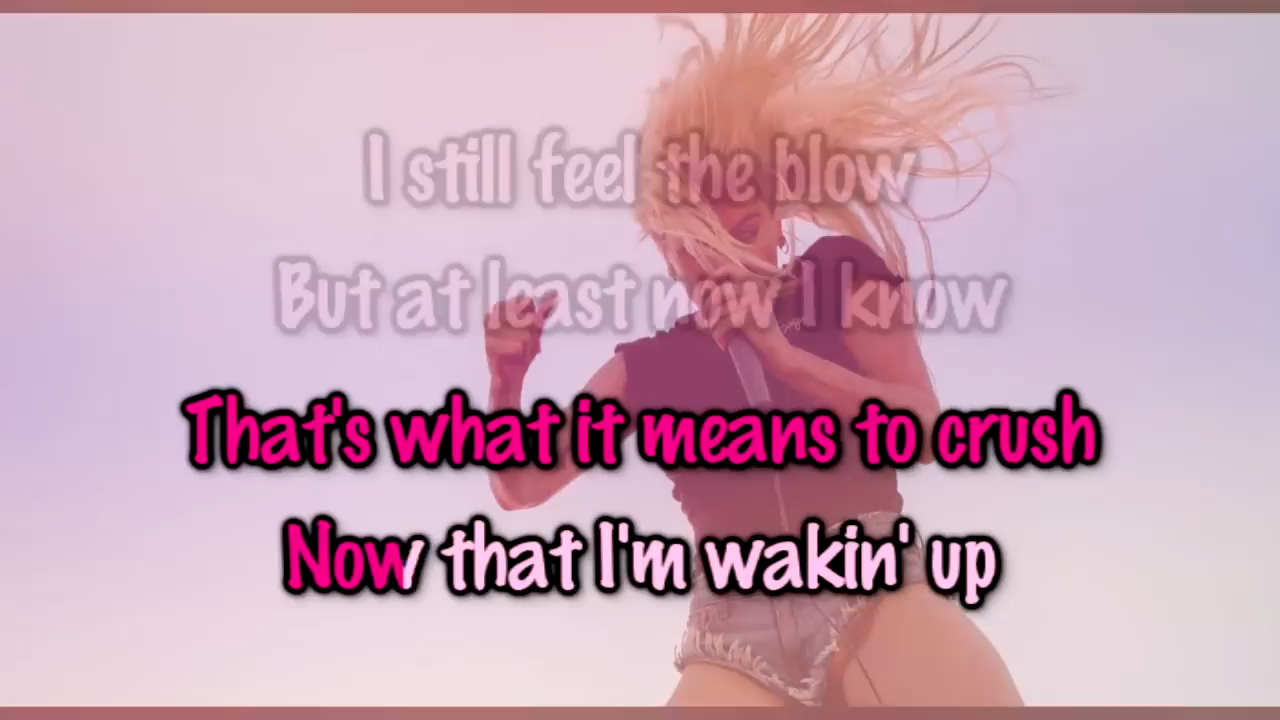 I still feel the blow
But at least now I know
That's what it means to crush
Now that I'm wakin' up